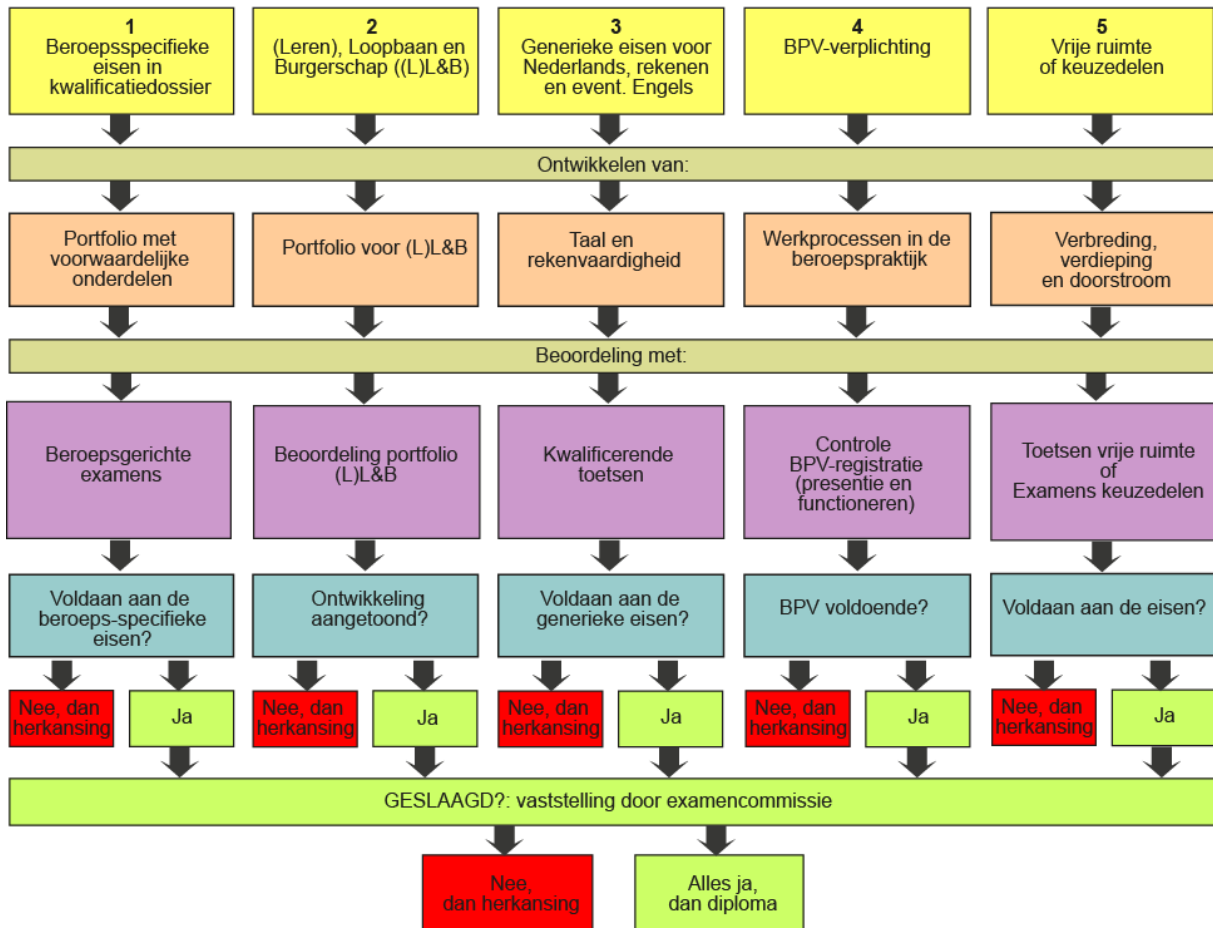 1
Beroepsspecifieke
eisen in
kwalificatiedossier
2
(Leren), Loopbaan en
Burgerschap ((L)L&B)
3
Generieke eisen voor
Nederlands, rekenen
en event. Engels
4
BPV-verplichting
5
Vrije ruimte
of keuzedelen
Ontwikkelen van:
Portfolio met
voorwaardelijke
onderdelen
Portfolio voor (L)L&B
Taal en
rekenvaardigheid
Werkprocessen in de
beroepspraktijk
Verbreding,
verdieping
en doorstroom
Beoordeling met:
Beroepsgerichte
examens
Beoordeling portfolio
(L)L&B
Kwalificerende
toetsen
Controle
BPV-registratie
(presentie en
functioneren)
Toetsen vrije ruimte
of
Examens keuzedelen
Voldaan aan de
beroeps-specifieke
eisen?
Ontwikkeling
aangetoond?
Voldaan aan de
generieke eisen?
BPV voldoende?
Voldaan aan de eisen?
Nee, dan
herkansing
Ja
Nee, dan
herkansing
Ja
Nee, dan
herkansing
Ja
Nee, dan
herkansing
Ja
Nee, dan
herkansing
Ja
GESLAAGD?: vaststelling door examencommissie
Nee,
dan herkansing
Alles ja,
dan diploma